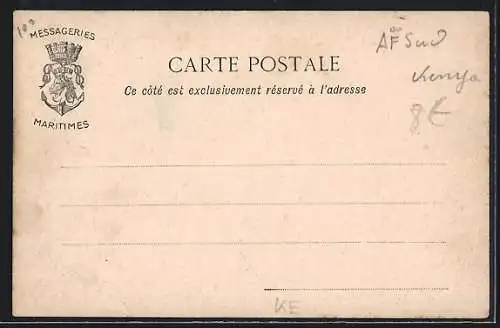 MESSAGERIES
MARITIMES
100
AF Sud
Kenya
8€
CARTE POSTALE
Ce côté est exclusivement réservé à l'adresse
KE